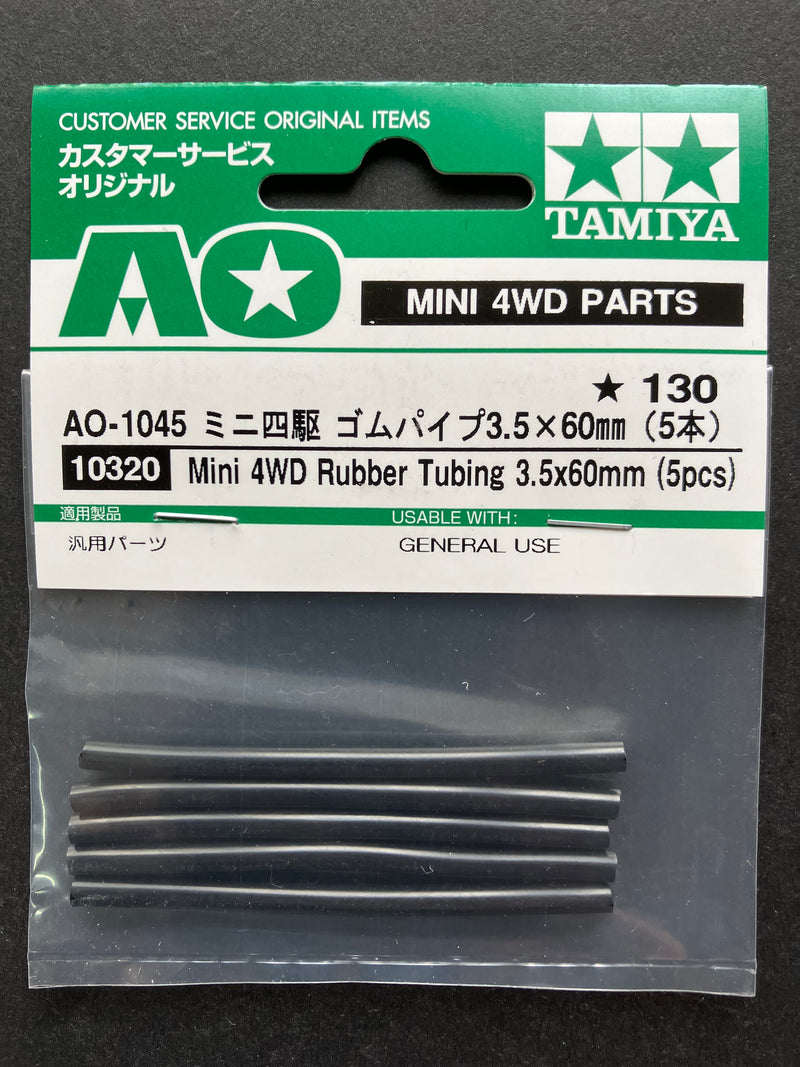 CUSTOMER SERVICE ORIGINAL ITEMS
カスタマーサービス
オリジナル
TAMIYA
AO
MINI 4WD PARTS
★ 130
AO-1045 ミニ四駆 ゴムパイプ3.5×60㎜（5本）
10320 Mini 4WD Rubber Tubing 3.5x60mm (5pcs)
適用製品 USABLE WITH:
汎用パーツ GENERAL USE